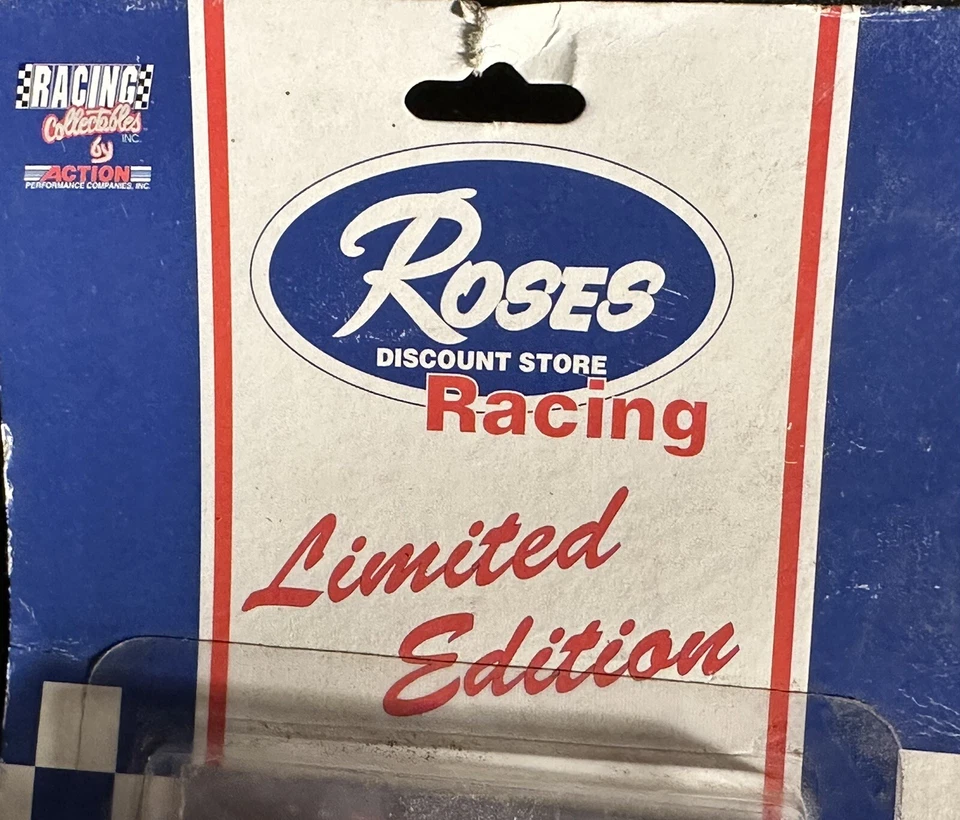 RACING
Collectables
INC.
by
ACTION
PERFORMANCE COMPANIES, INC.
ROSES
DISCOUNT STORE
Racing
Limited
Edition